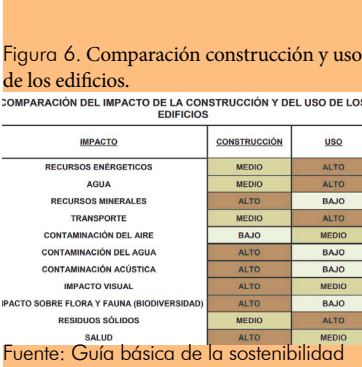 Figura 6. Comparación construcción y uso
de los edificios.
COMPARACIÓN DEL IMPACTO DE LA CONSTRUCCIÓN Y DEL USO DE LOS
EDIFICIOS
IMPACTO CONSTRUCCIÓN USO
RECURSOS ENÉRGETICOS MEDIO ALTO
AGUA MEDIO ALTO
RECURSOS MINERALES ALTO BAJO
TRANSPORTE MEDIO ALTO
CONTAMINACIÓN DEL AIRE BAJO MEDIO
CONTAMINACIÓN DEL AGUA ALTO BAJO
CONTAMINACIÓN ACÚSTICA ALTO BAJO
IMPACTO VISUAL ALTO MEDIO
IPACTO SOBRE FLORA Y FAUNA (BIODIVERSIDAD) ALTO BAJO
RESIDUOS SÓLIDOS MEDIO ALTO
SALUD ALTO MEDIO
Fuente: Guía básica de la sostenibilidad